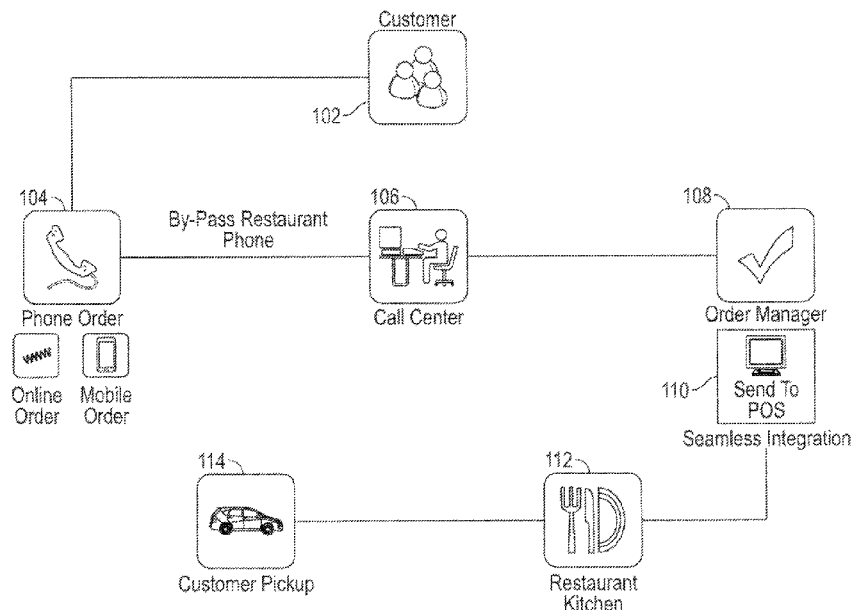 Customer
102
104
By-Pass Restaurant
Phone
106
108
Phone Order
Call Center
Order Manager
Online
Order
Mobile
Order
110
Send To
POS
Seamless Integration
114
112
Customer Pickup
Restaurant
Kitchen